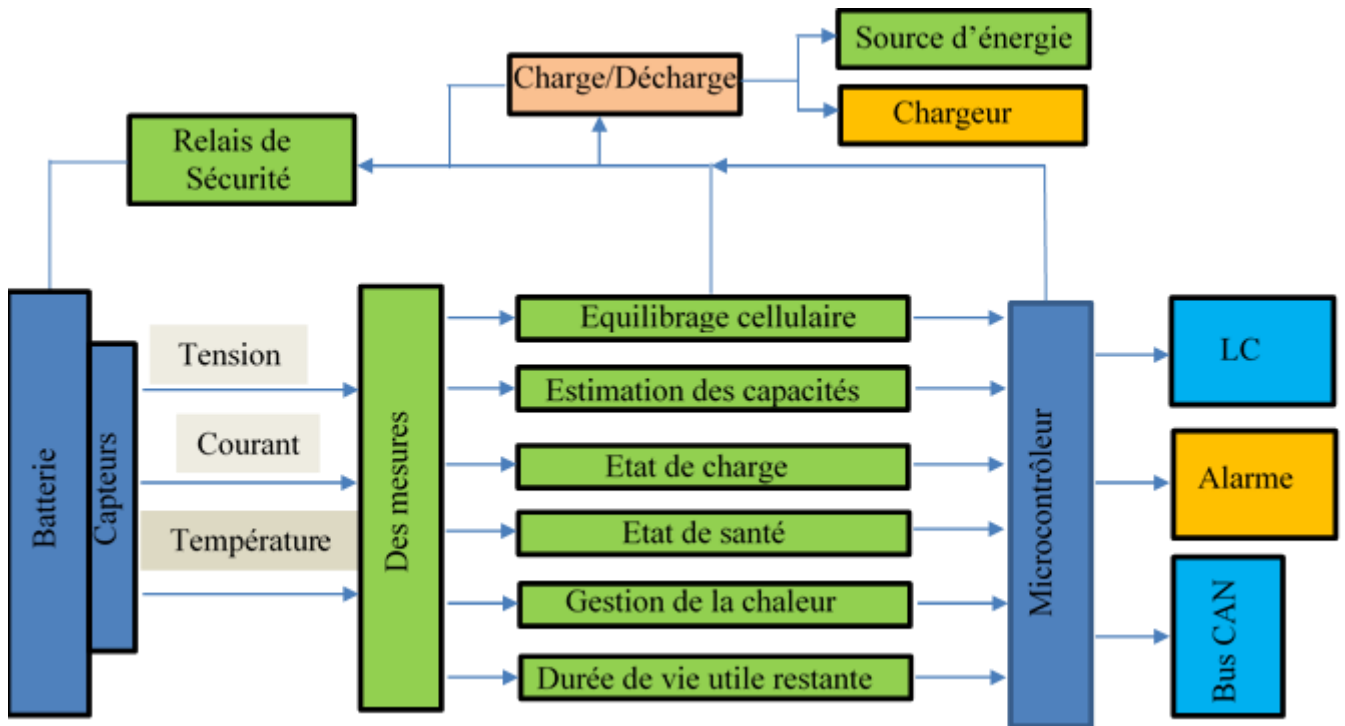 Source d'énergie
Charge/Décharge
Chargeur
Relais de
Sécurité
Batterie
Capteurs
Tension
Courant
Température
Des mesures
Equilibrage cellulaire
Estimation des capacités
Etat de charge
Etat de santé
Gestion de la chaleur
Durée de vie utile restante
Microcontrôleur
LC
Alarme
Bus CAN